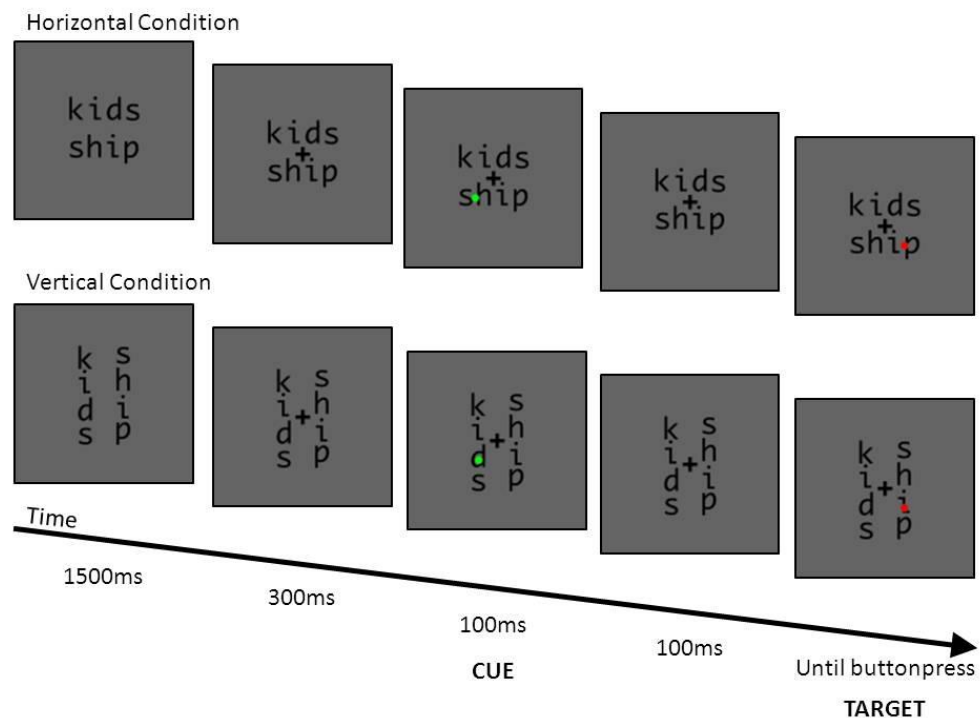 Horizontal Condition
kids
ship
kids
+
ship
kids
+
ship
kids
+
ship
kids
+
ship
Vertical Condition
k s
i h
d i
s p
k s
i h
+
d i
s p
k s
i h
+
d i
s p
k s
i h
+
d i
s p
k s
i h
+
d i
s p
Time
1500ms
300ms
100ms
100ms
Until buttonpress
CUE
TARGET